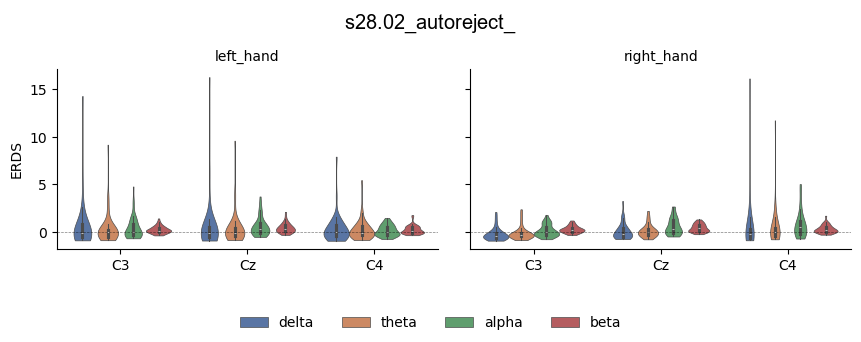 s28.02_autoreject_
left_hand
right_hand
ERDS
15
10
5
0
C3 Cz C4
C3 Cz C4
delta theta alpha beta